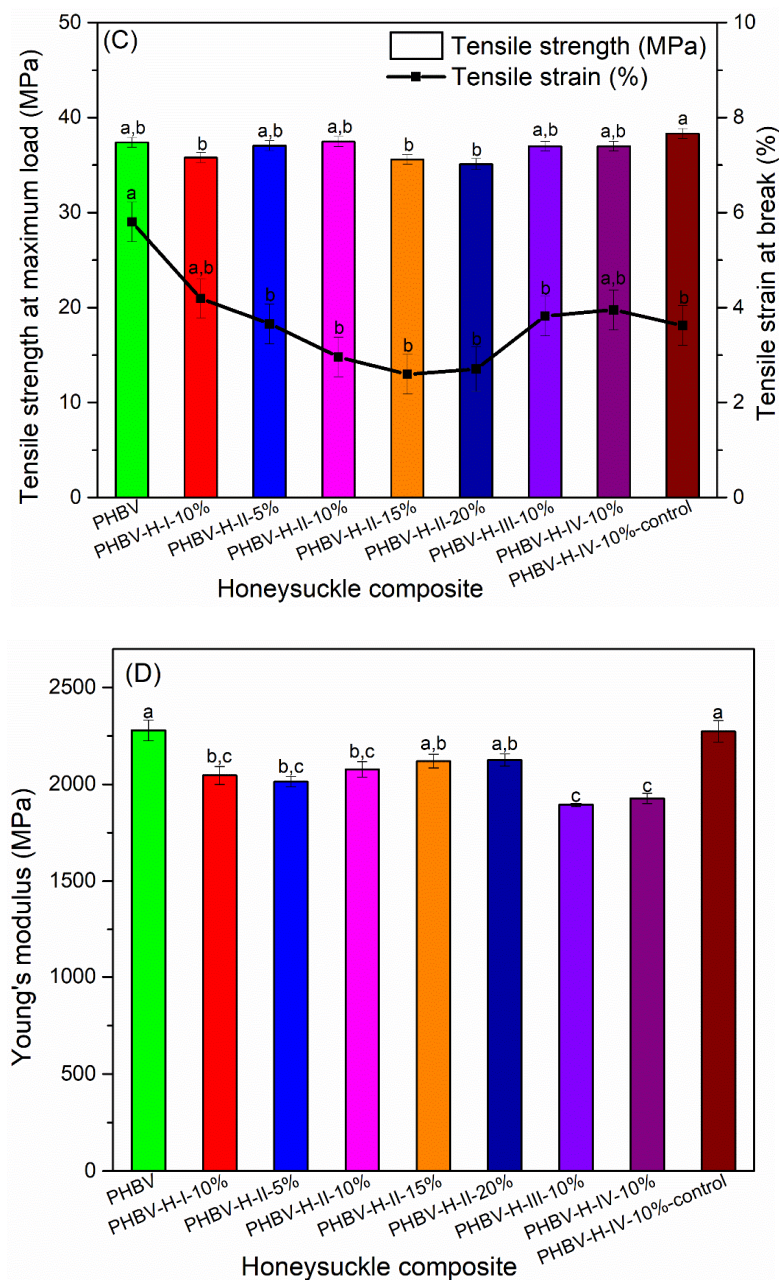 (C)
Tensile strength (MPa)
Tensile strain (%)
Tensile strength at maximum load (MPa)
50
40
30
20
10
0
Tensile strain at break (%)
10
8
6
4
2
0
a,b
b
a,b
a,b
b
b
a,b
a,b
a
a
a,b
b
b
b
b
b
a,b
b
PHBV
PHBV-H-I-10%
PHBV-H-II-5%
PHBV-H-II-10%
PHBV-H-II-15%
PHBV-H-II-20%
PHBV-H-III-10%
PHBV-H-IV-10%
PHBV-H-IV-10%-control
Honeysuckle composite
(D)
Young's modulus (MPa)
2500
2000
1500
1000
500
0
a
b,c
b,c
b,c
a,b
a,b
c
c
a
PHBV
PHBV-H-I-10%
PHBV-H-II-5%
PHBV-H-II-10%
PHBV-H-II-15%
PHBV-H-II-20%
PHBV-H-III-10%
PHBV-H-IV-10%
PHBV-H-IV-10%-control
Honeysuckle composite